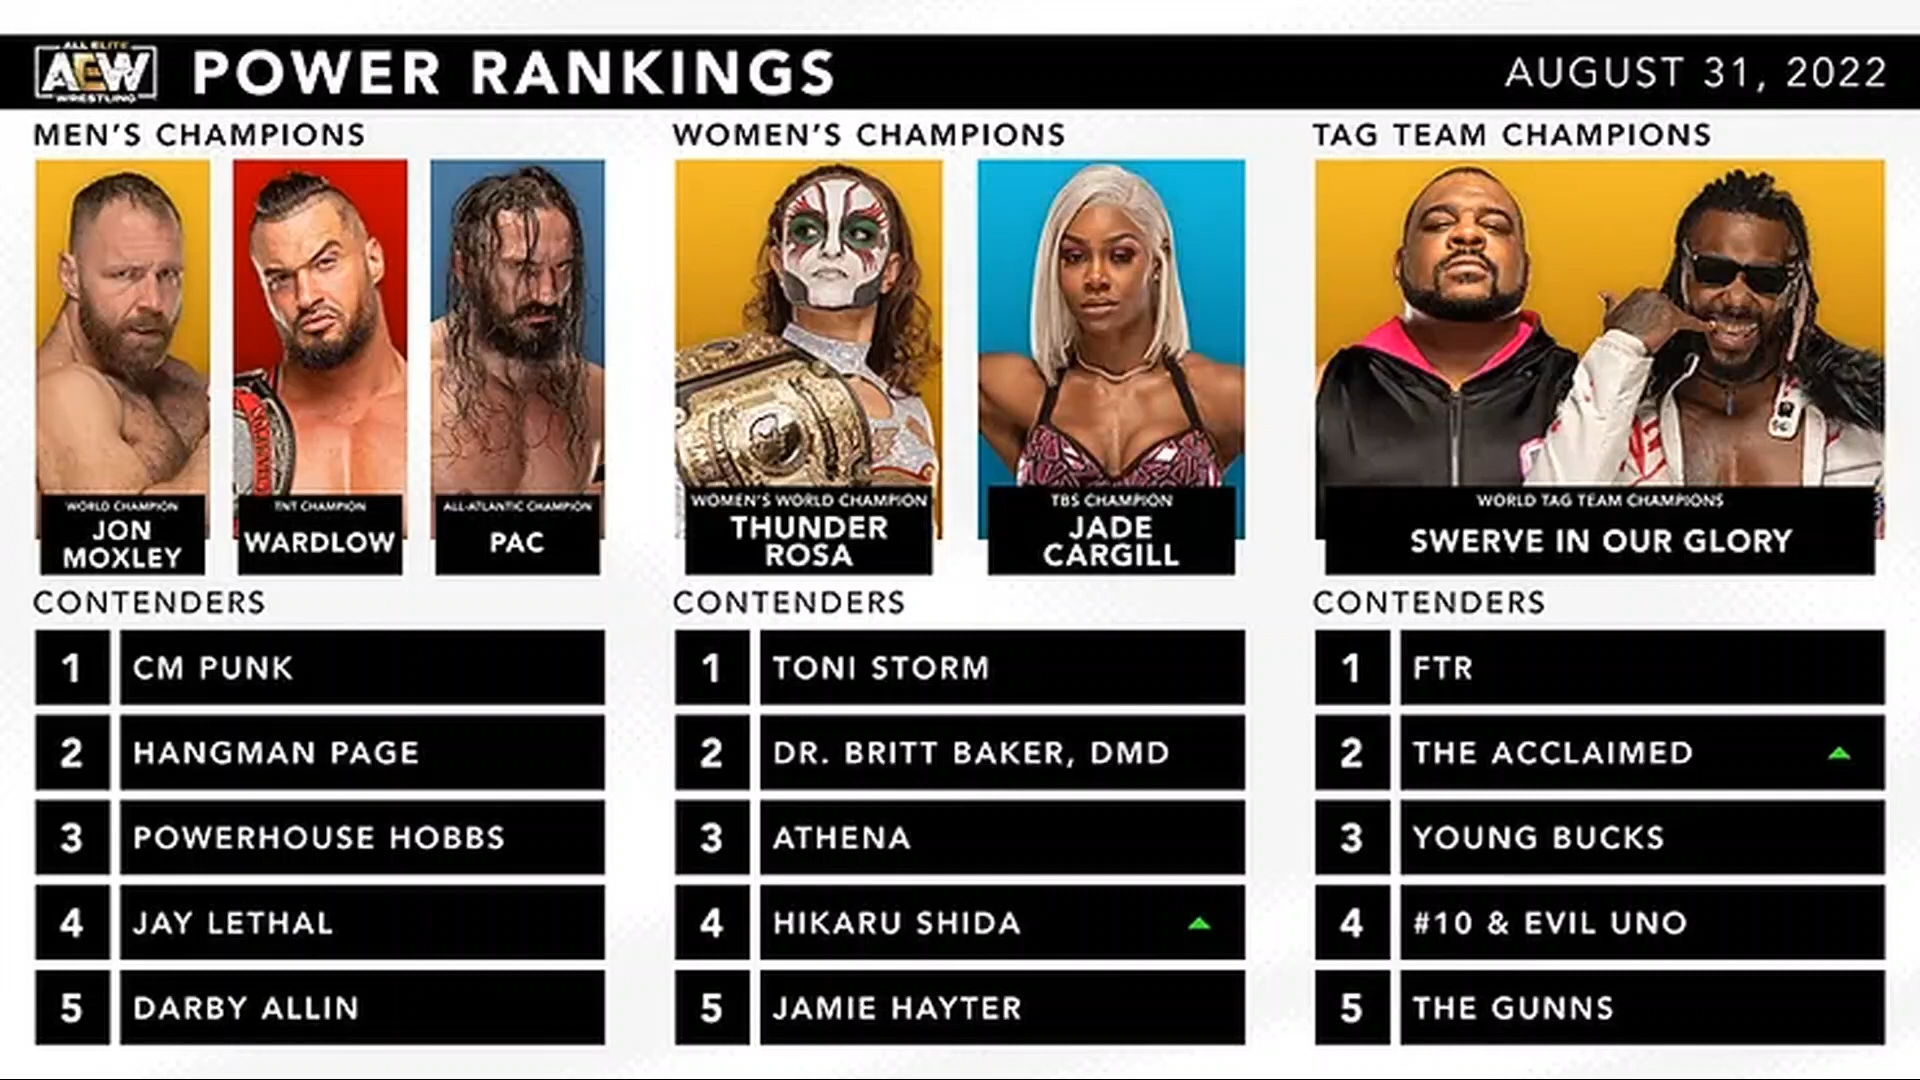 ALL ELITE
AEW
WRESTLING
POWER RANKINGS
AUGUST 31, 2022
MEN'S CHAMPIONS
WORLD CHAMPION
JON
MOXLEY
TNT CHAMPION
WARDLOW
ALL-ATLANTIC CHAMPION
PAC
CONTENDERS
1 CM PUNK
2 HANGMAN PAGE
3 POWERHOUSE HOBBS
4 JAY LETHAL
5 DARBY ALLIN
WOMEN'S CHAMPIONS
WOMEN'S WORLD CHAMPION
THUNDER
ROSA
TBS CHAMPION
JADE
CARGILL
CONTENDERS
1 TONI STORM
2 DR. BRITT BAKER, DMD
3 ATHENA
4 HIKARU SHIDA
5 JAMIE HAYTER
TAG TEAM CHAMPIONS
WORLD TAG TEAM CHAMPIONS
SWERVE IN OUR GLORY
CONTENDERS
1 FTR
2 THE ACCLAIMED
3 YOUNG BUCKS
4 #10 & EVIL UNO
5 THE GUNNS